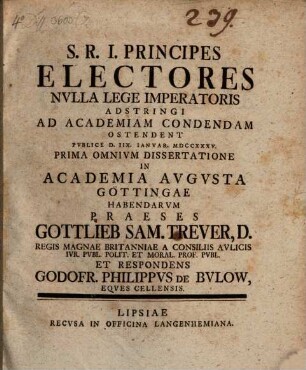 239.
S. R. I. PRINCIPES
ELECTORES
NVLLA LEGE IMPERATORIS
ADSTRINGI
AD ACADEMIAM CONDENDAM
OSTENDENT
PVBLICE D. IIX. IANVAR. MDCCXXXV.
PRIMA OMNIVM DISSERTATIONE
IN
ACADEMIA AVGVSTA
GÖTTINGAE
HABENDARVM
PRAESES
GOTTLIEB SAM. TREVER, D.
REGIS MAGNAE BRITANNIAE A CONSILIIS AVLICIS
IVR. PVBL. POLIT. ET MORAL. PROF. PVBL.
ET RESPONDENS
GODOFR. PHILIPPVS DE BVLOW,
EQVES CELLENSIS.
LIPSIAE
RECVSA IN OFFICINA LANGENHEMIANA.